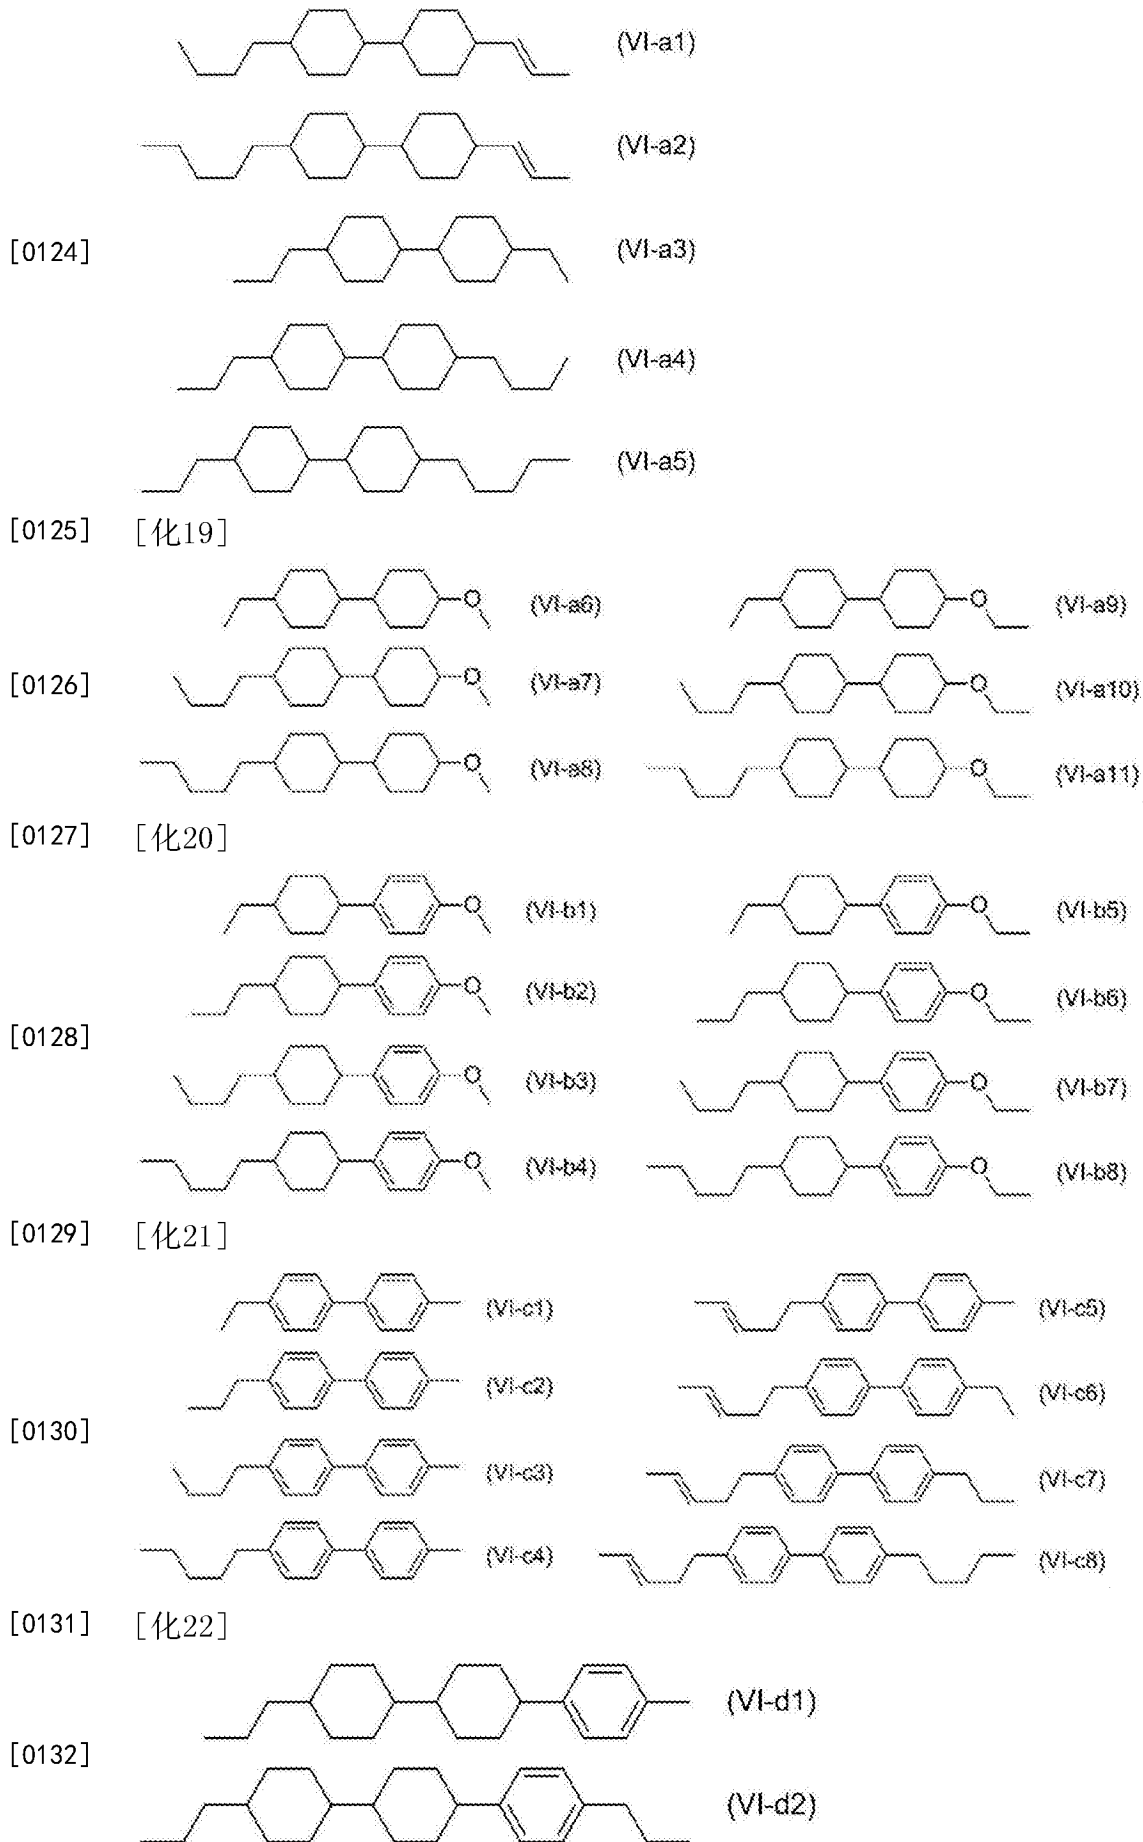 (VI-a1)
(VI-a2)
[0124] (VI-a3)
(VI-a4)
(VI-a5)
[0125] [化19]
O (VI-a6) O (VI-a9)
[0126] O (VI-a7) O (VI-a10)
O (VI-a8) O (VI-a11)
[0127] [化20]
O (VI-b1) O (VI-b5)
O (VI-b2) O (VI-b6)
[0128]
O (VI-b3) O (VI-b7)
O (VI-b4) O (VI-b8)
[0129] [化21]
(VI-c1) (VI-c5)
(VI-c2) (VI-c6)
[0130]
(VI-c3) (VI-c7)
(VI-c4) (VI-c8)
[0131] [化22]
(VI-d1)
[0132]
(VI-d2)